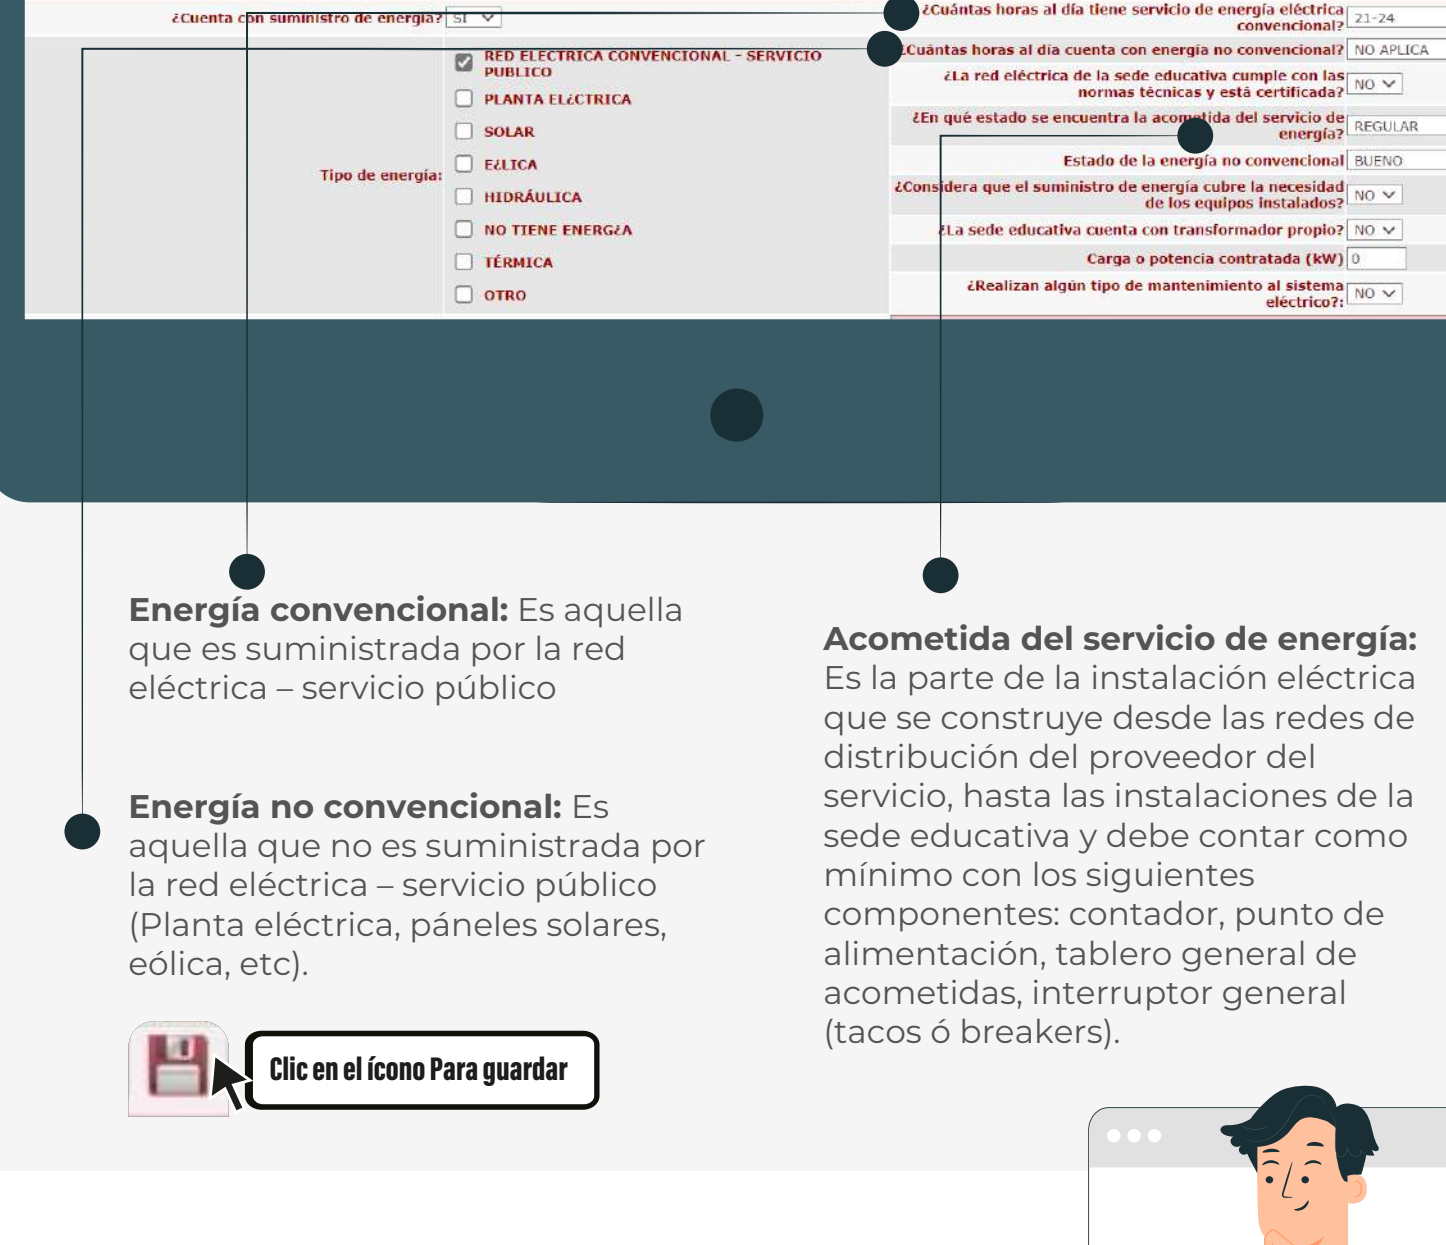 ¿Cuenta con suministro de energía? SI
Tipo de energía:
RED ELECTRICA CONVENCIONAL - SERVICIO
PUBLICO
PLANTA EL¿CTRICA
SOLAR
E¿LICA
HIDRÁULICA
NO TIENE ENERG¿A
TÉRMICA
OTRO
¿Cuántas horas al día tiene servicio de energía eléctrica
convencional? 21-24
¿Cuántas horas al día cuenta con energía no convencional? NO APLICA
¿La red eléctrica de la sede educativa cumple con las
normas técnicas y está certificada? NO
¿En qué estado se encuentra la acometida del servicio de
energía? REGULAR
Estado de la energía no convencional BUENO
¿Considera que el suministro de energía cubre la necesidad
de los equipos instalados? NO
¿La sede educativa cuenta con transformador propio? NO
Carga o potencia contratada (kW) 0
¿Realizan algún tipo de mantenimiento al sistema
eléctrico?: NO
Energía convencional: Es aquella
que es suministrada por la red
eléctrica – servicio público
Energía no convencional: Es
aquella que no es suministrada por
la red eléctrica – servicio público
(Planta eléctrica, páneles solares,
eólica, etc).
Clic en el ícono Para guardar
Acometida del servicio de energía:
Es la parte de la instalación eléctrica
que se construye desde las redes de
distribución del proveedor del
servicio, hasta las instalaciones de la
sede educativa y debe contar como
mínimo con los siguientes
componentes: contador, punto de
alimentación, tablero general de
acometidas, interruptor general
(tacos ó breakers).